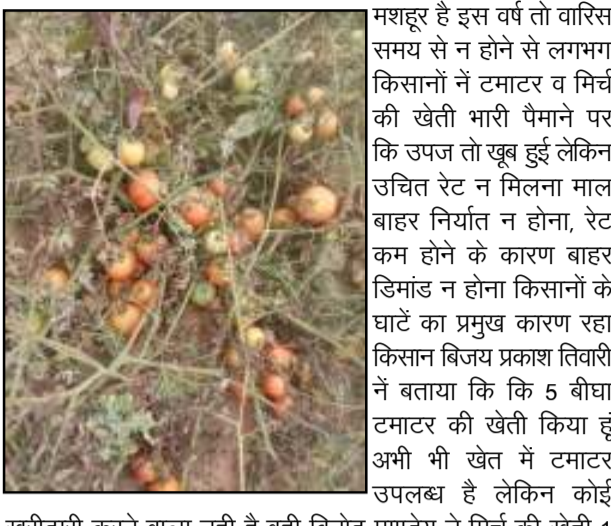 मशहूर है इस वर्ष तो वारिस
समय से न होने से लगभग
किसानों नें टमाटर व मिर्च
की खेती भारी पैमाने पर
कि उपज तो खूब हुई लेकिन
उचित रेट न मिलना माल
बाहर निर्यात न होना, रेट
कम होने के कारण बाहर
डिमांड न होना किसानों के
घाटें का प्रमुख कारण रहा
किसान बिजय प्रकाश तिवारी
नें बताया कि कि 5 बीघा
टमाटर की खेती किया हूं
अभी भी खेत में टमाटर
उपलब्ध है लेकिन कोई